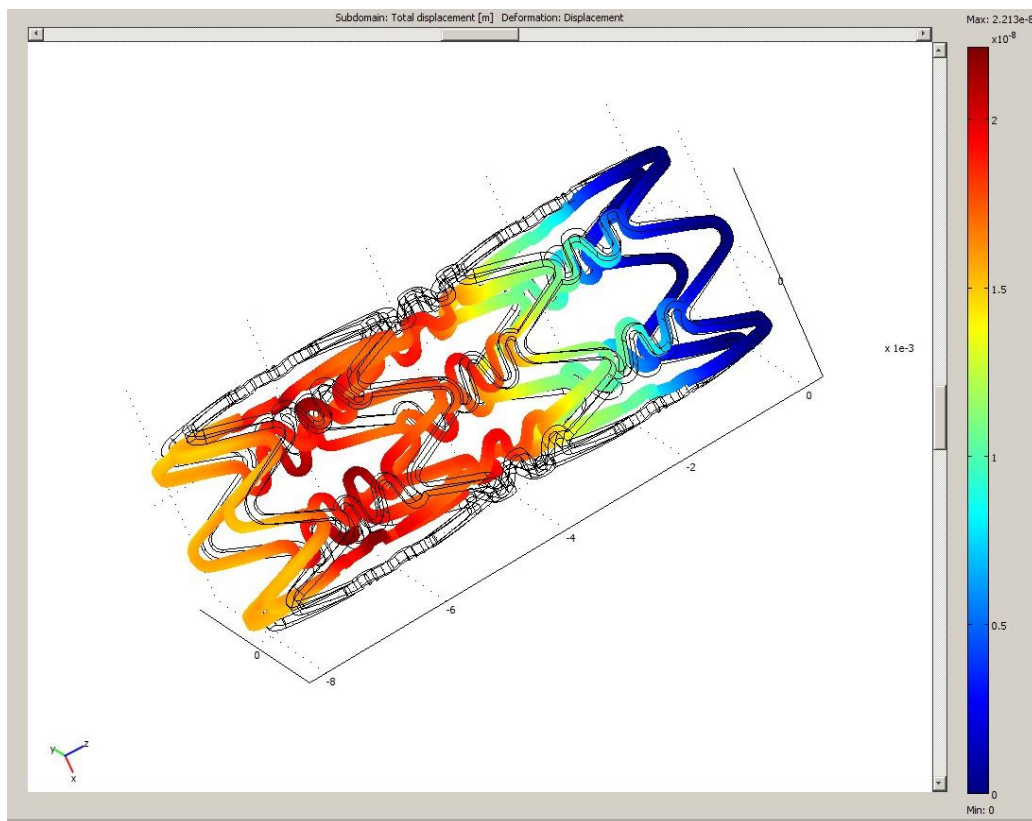 Subdomain: Total displacement [m]  Deformation: Displacement
Max: 2.213e-8
x10^-8
2
1.5
1
0.5
0
Min: 0
0
x 1e-3
0
-2
-4
-6
-8
0
y
z
x